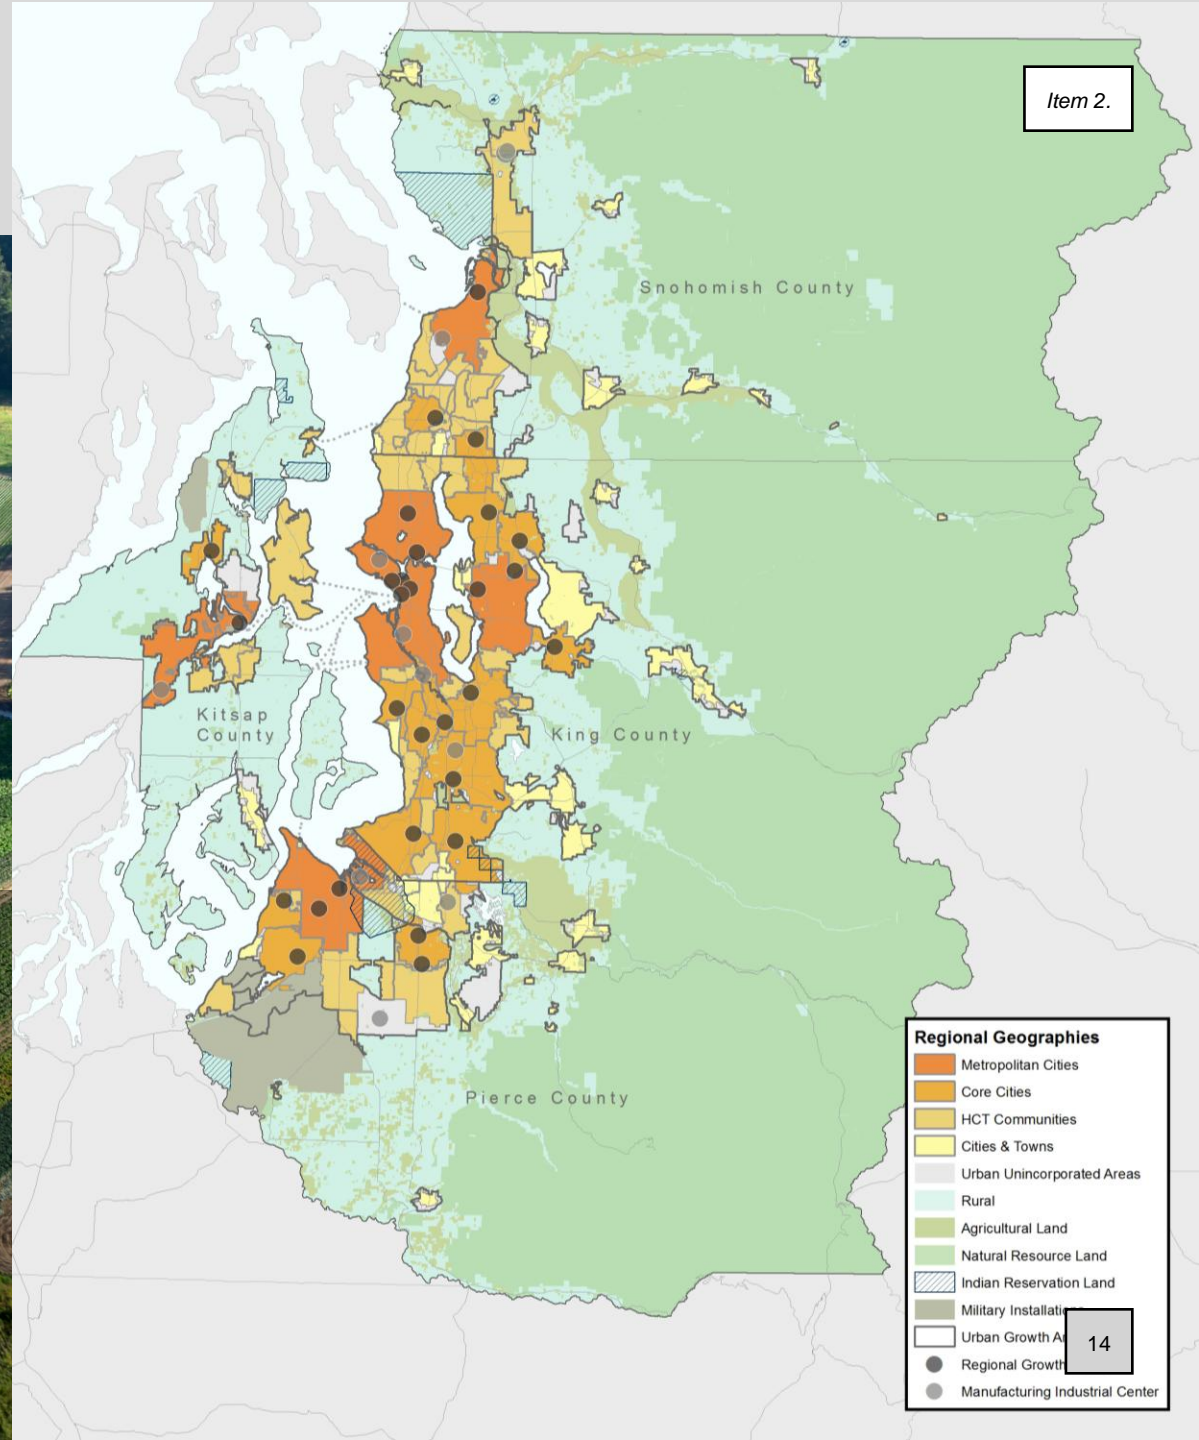 Item 2.
Snohomish County
Kitsap
County
King County
Pierce County
Regional Geographies
Metropolitan Cities
Core Cities
HCT Communities
Cities & Towns
Urban Unincorporated Areas
Rural
Agricultural Land
Natural Resource Land
Indian Reservation Land
Military
Urban Growth
14
Regional Growth
Manufacturing Industrial Center